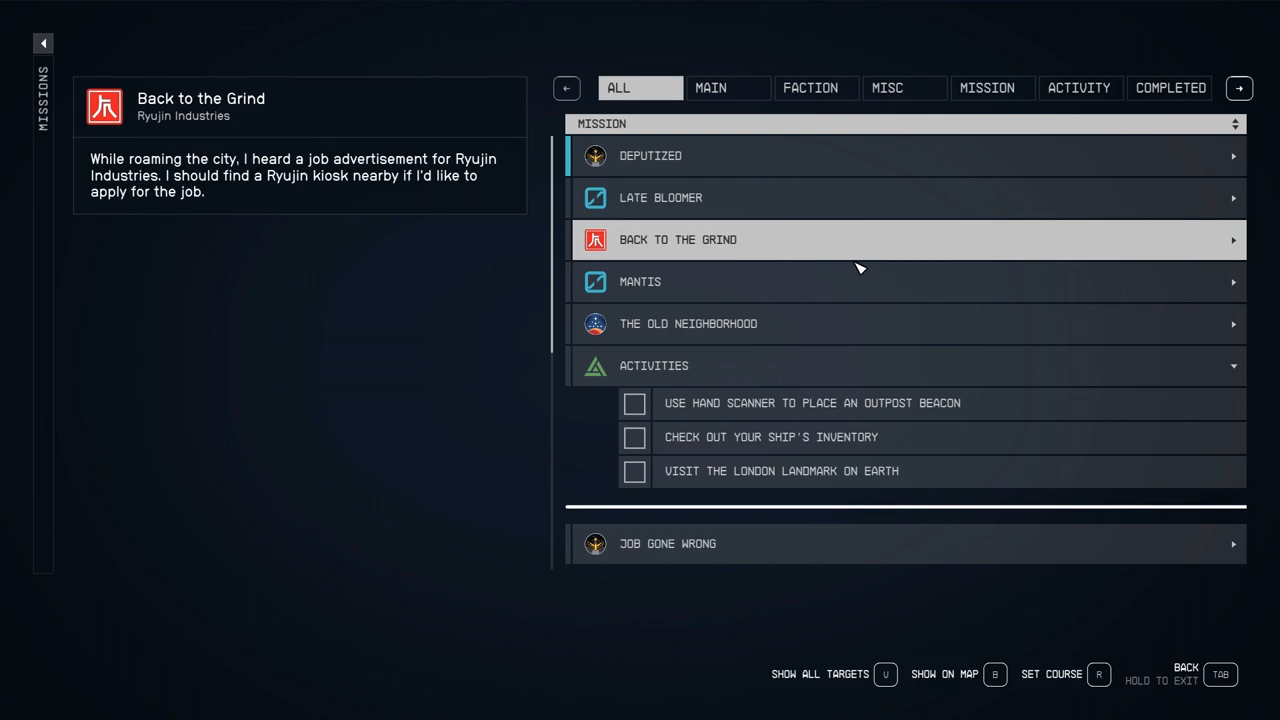 MISSIONS
Back to the Grind
Ryujin Industries
While roaming the city, I heard a job advertisement for Ryujin
Industries. I should find a Ryujin kiosk nearby if I'd like to
apply for the job.
ALL MAIN FACTION MISC MISSION ACTIVITY COMPLETED
MISSION
DEPUTIZED
LATE BLOOMER
BACK TO THE GRIND
MANTIS
THE OLD NEIGHBORHOOD
ACTIVITIES
USE HAND SCANNER TO PLACE AN OUTPOST BEACON
CHECK OUT YOUR SHIP'S INVENTORY
VISIT THE LONDON LANDMARK ON EARTH
JOB GONE WRONG
SHOW ALL TARGETS V SHOW ON MAP B SET COURSE R BACK TAB
HOLD TO EXIT